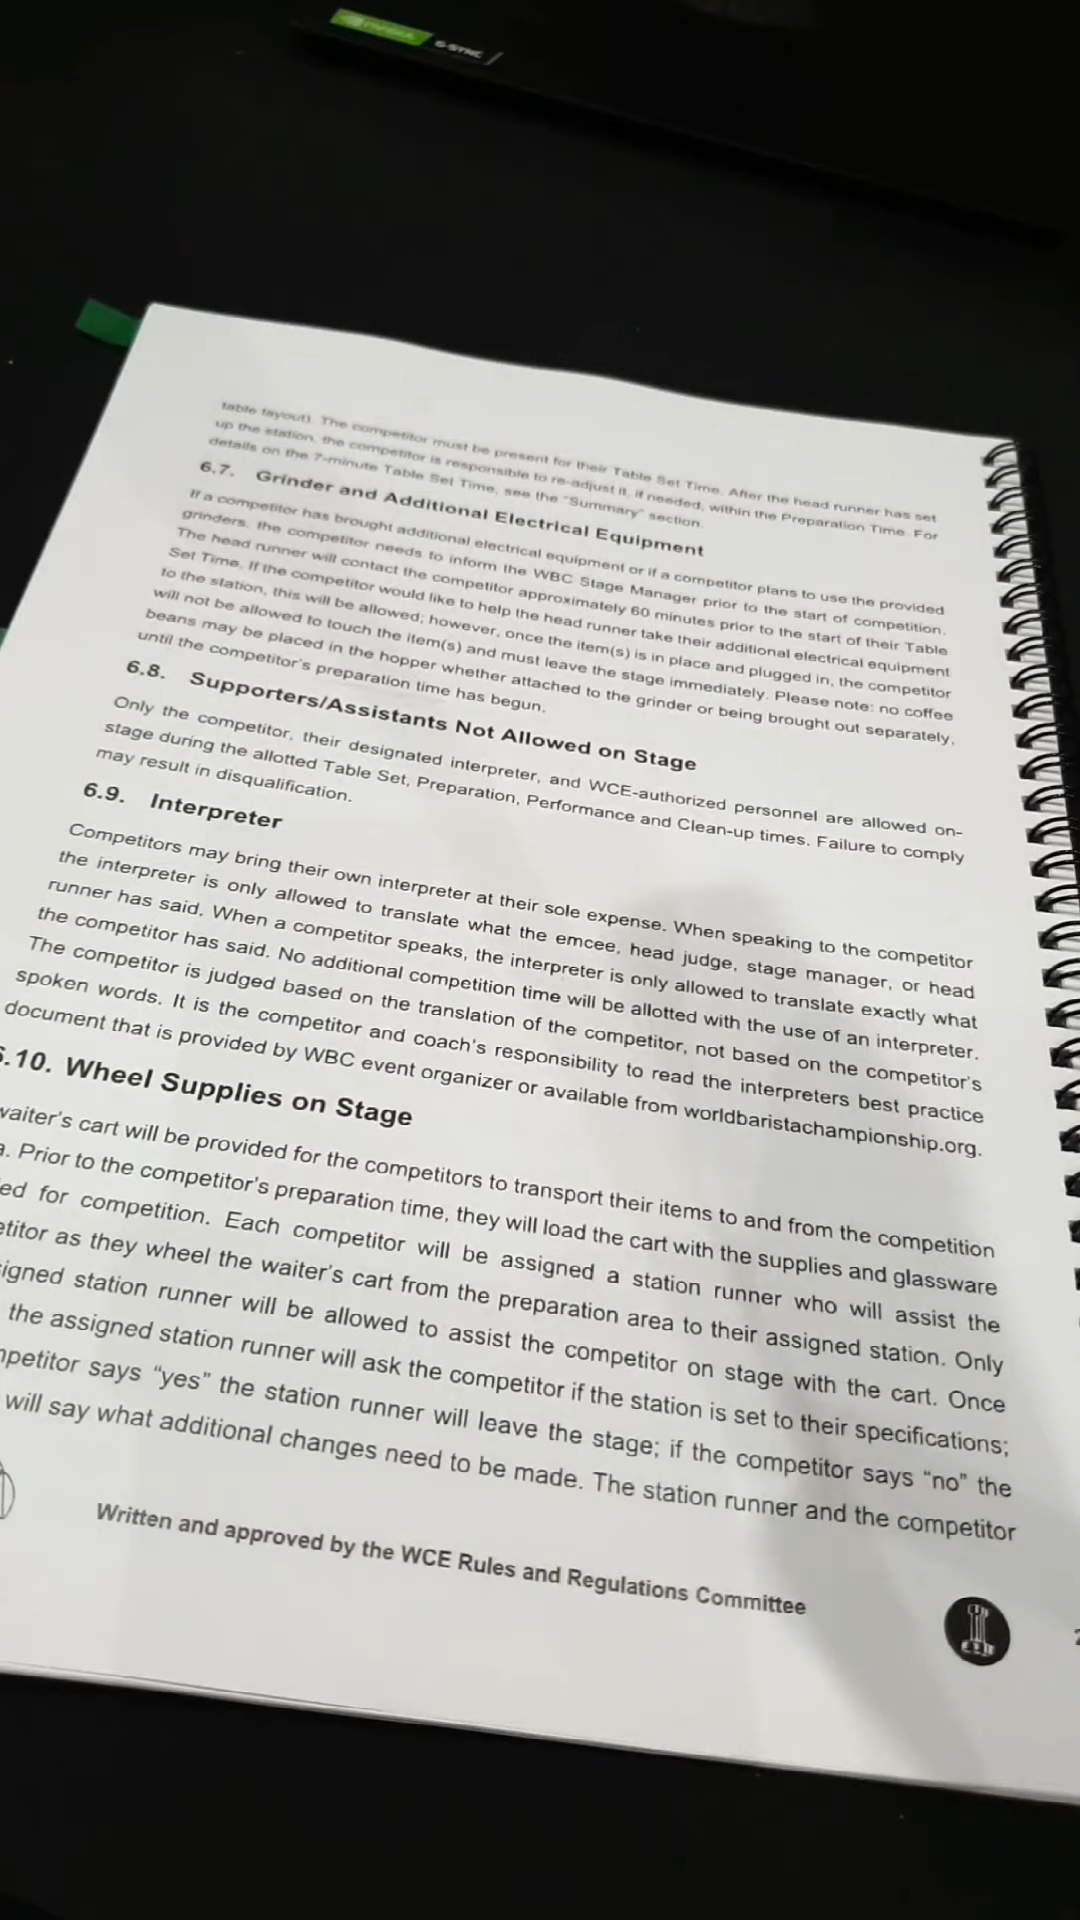 NVIDIA
G-SYNC
table layout). The competitor must be present for their Table Set Time. After the head runner has set
up the station, the competitor is responsible to re-adjust it, if needed, within the Preparation Time. For
details on the 7-minute Table Set Time, see the "Summary" section.
6.7. Grinder and Additional Electrical Equipment
If a competitor has brought additional electrical equipment or if a competitor plans to use the provided
grinders, the competitor needs to inform the WBC Stage Manager prior to the start of competition.
The head runner will contact the competitor approximately 60 minutes prior to the start of their Table
Set Time. If the competitor would like to help the head runner take their additional electrical equipment
to the station, this will be allowed; however, once the item(s) is in place and plugged in, the competitor
will not be allowed to touch the item(s) and must leave the stage immediately. Please note: no coffee
beans may be placed in the hopper whether attached to the grinder or being brought out separately,
until the competitor's preparation time has begun.
6.8. Supporters/Assistants Not Allowed on Stage
Only the competitor, their designated interpreter, and WCE-authorized personnel are allowed on-
stage during the allotted Table Set, Preparation, Performance and Clean-up times. Failure to comply
may result in disqualification.
6.9. Interpreter
Competitors may bring their own interpreter at their sole expense. When speaking to the competitor
the interpreter is only allowed to translate what the emcee, head judge, stage manager, or head
runner has said. When a competitor speaks, the interpreter is only allowed to translate exactly what
the competitor has said. No additional competition time will be allotted with the use of an interpreter.
The competitor is judged based on the translation of the competitor, not based on the competitor's
spoken words. It is the competitor and coach's responsibility to read the interpreters best practice
document that is provided by WBC event organizer or available from worldbaristachampionship.org.
6.10. Wheel Supplies on Stage
waiter's cart will be provided for the competitors to transport their items to and from the competition
a. Prior to the competitor's preparation time, they will load the cart with the supplies and glassware
ed for competition. Each competitor will be assigned a station runner who will assist the
etitor as they wheel the waiter's cart from the preparation area to their assigned station. Only
igned station runner will be allowed to assist the competitor on stage with the cart. Once
the assigned station runner will ask the competitor if the station is set to their specifications;
mpetitor says "yes" the station runner will leave the stage; if the competitor says "no" the
will say what additional changes need to be made. The station runner and the competitor
Written and approved by the WCE Rules and Regulations Committee